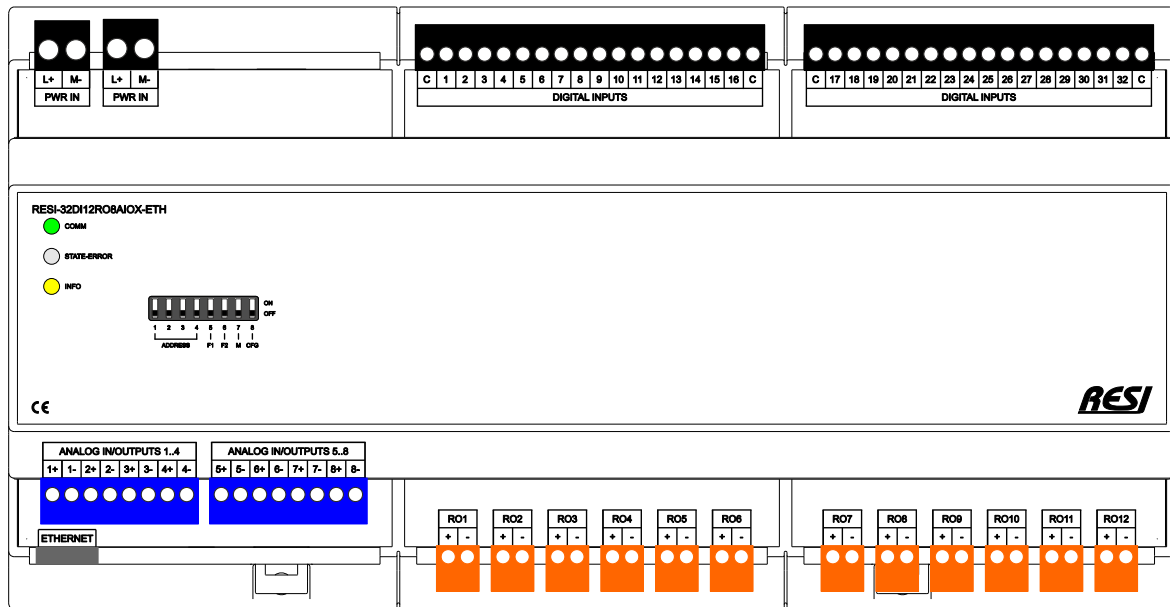 L+ M- L+ M-
PWR IN PWR IN
C 1 2 3 4 5 6 7 8 9 10 11 12 13 14 15 16 C
DIGITAL INPUTS
C 17 18 19 20 21 22 23 24 25 26 27 28 29 30 31 32 C
DIGITAL INPUTS
RESI-32DI12RO8AIOX-ETH
COMM
STATE-ERROR
INFO
ON
OFF
1 2 3 4 5 6 7 8
ADDRESS F1 F2 M CFG
CE
RESI
ANALOG IN/OUTPUTS 1..4
1+ 1- 2+ 2- 3+ 3- 4+ 4-
ANALOG IN/OUTPUTS 5..8
5+ 5- 6+ 6- 7+ 7- 8+ 8-
ETHERNET
RO1 RO2 RO3 RO4 RO5 RO6
+ - + - + - + - + - + -
RO7 RO8 RO9 RO10 RO11 RO12
+ - + - + - + - + - + -